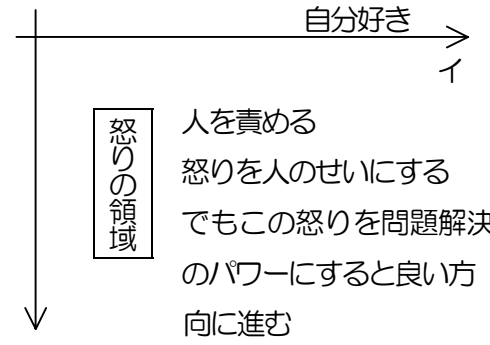 自分好き
イ
怒りの領域
人を責める
怒りを人のせいにする
でもこの怒りを問題解決
のパワーにすると良い方
向に進む